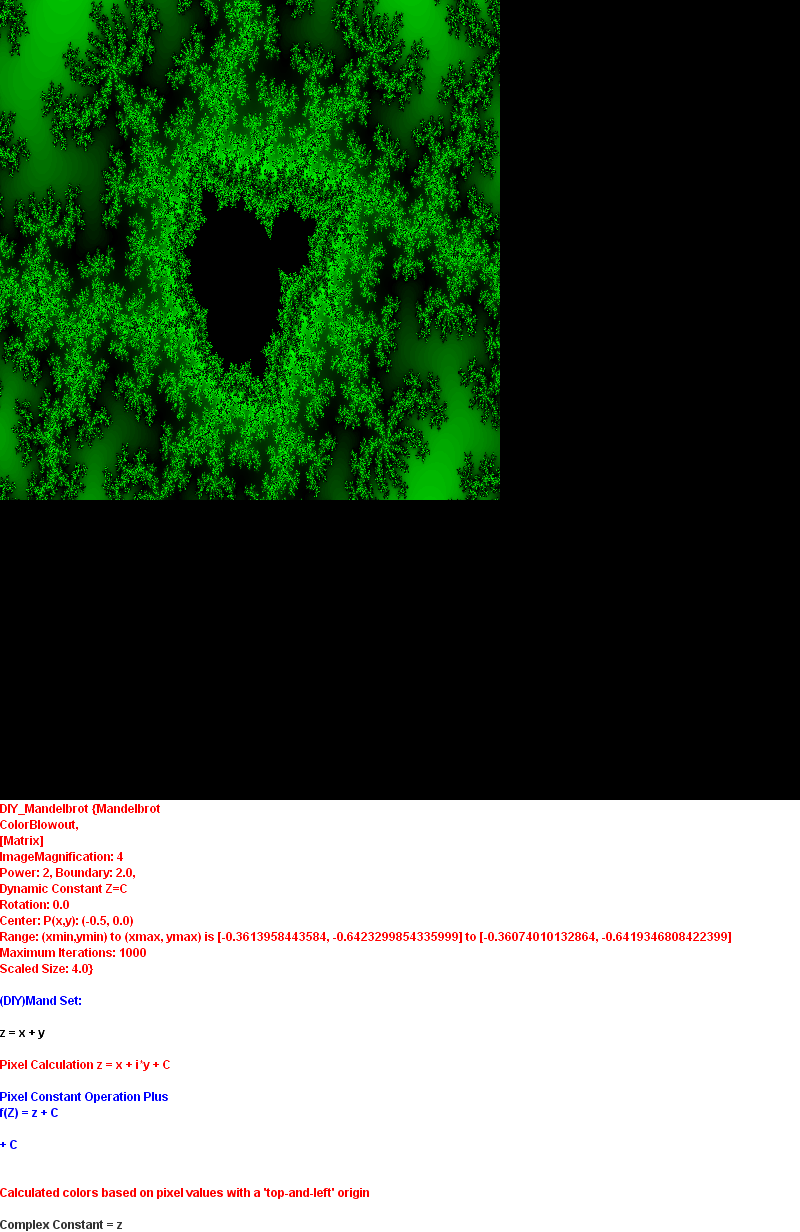 DIY_Mandelbrot {Mandelbrot
ColorBlowout,
[Matrix]
ImageMagnification: 4
Power: 2, Boundary: 2.0,
Dynamic Constant Z=C
Rotation: 0.0
Center: P(x,y): (-0.5, 0.0)
Range: (xmin,ymin) to (xmax, ymax) is [-0.3613958443584, -0.6423299854335999] to [-0.36074010132864, -0.6419346808422399]
Maximum Iterations: 1000
Scaled Size: 4.0}
(DIY)Mand Set:
z = x + y
Pixel Calculation z = x + i*y + C
Pixel Constant Operation Plus
f(Z) = z + C
+ C
Calculated colors based on pixel values with a 'top-and-left' origin
Complex Constant = z